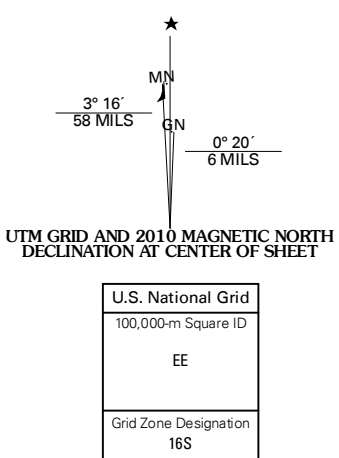 ★
MN
3° 16´
58 MILS
GN
0° 20´
6 MILS
UTM GRID AND 2010 MAGNETIC NORTH
DECLINATION AT CENTER OF SHEET
U.S. National Grid
100,000-m Square ID
EE
Grid Zone Designation
16S